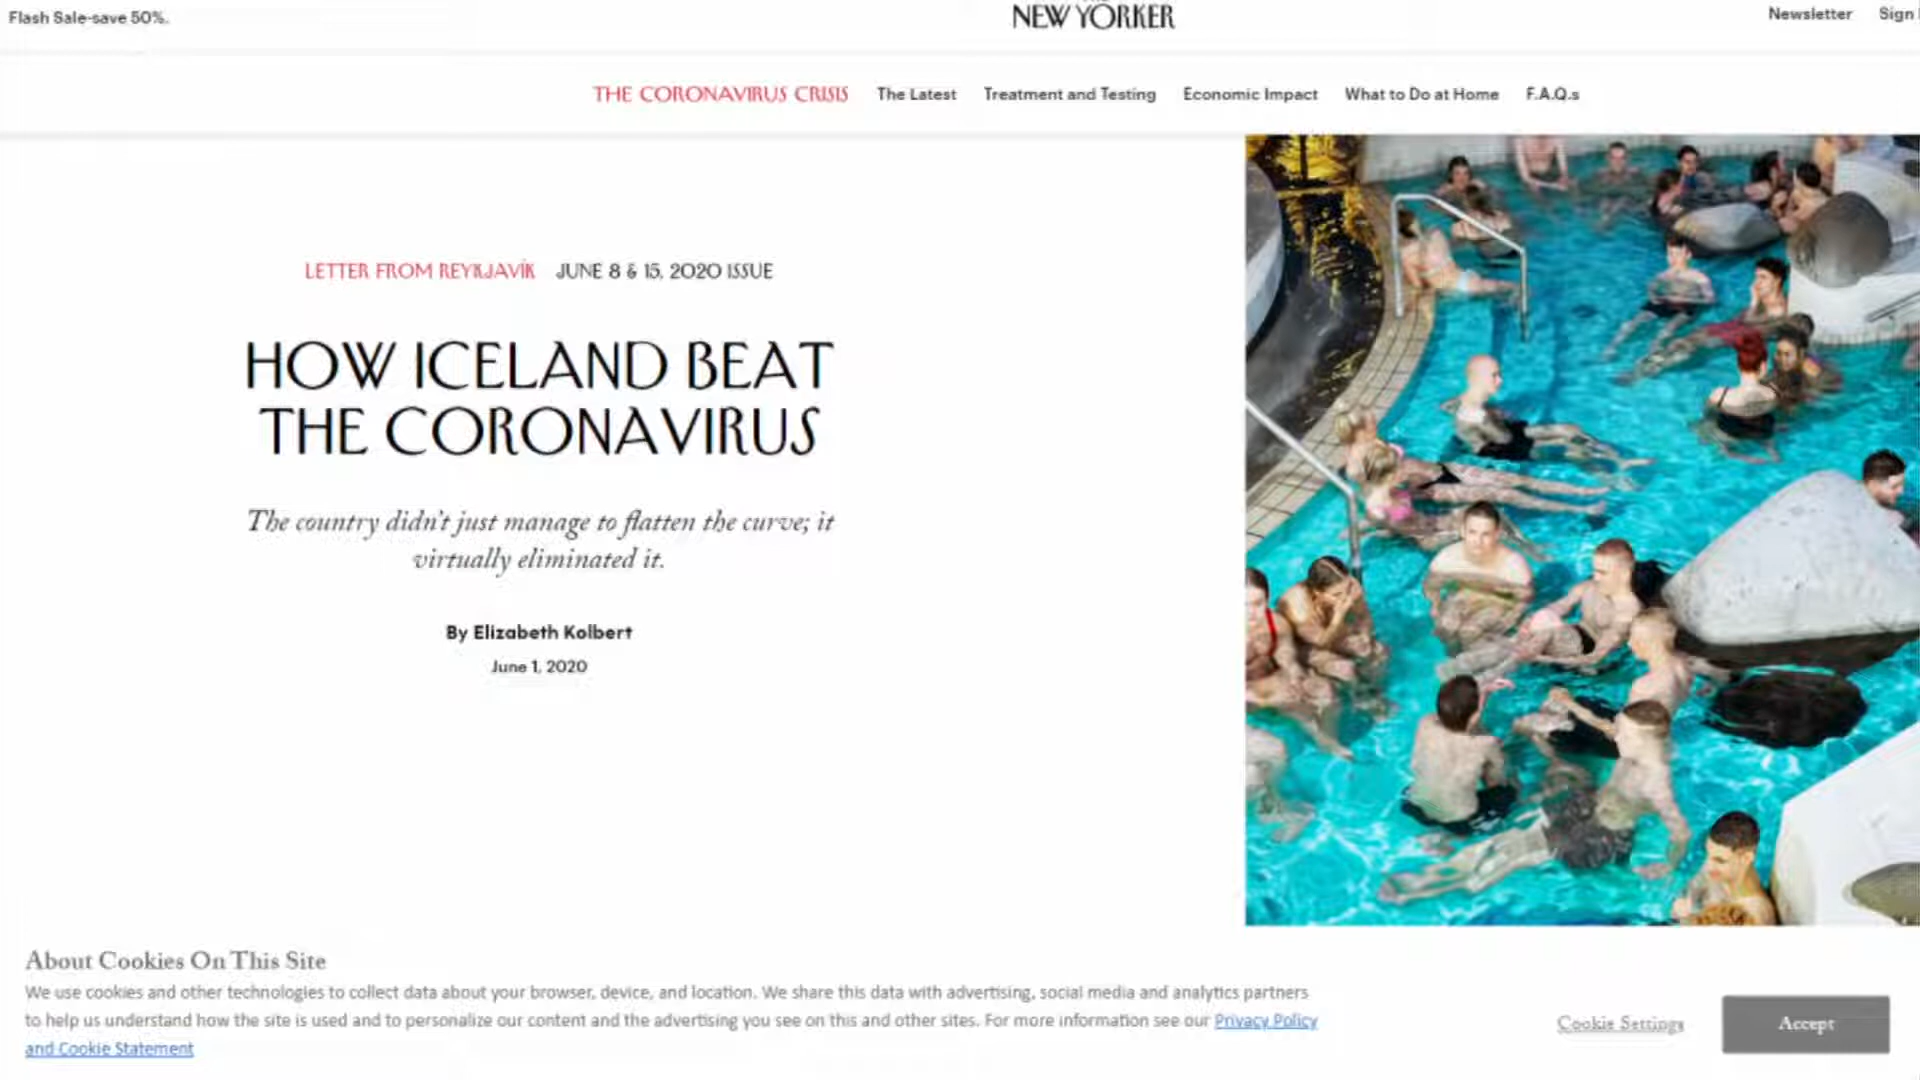 Flash Sale-save 50%.
NEW YORKER
Newsletter
Sign
THE CORONAVIRUS CRISIS
The Latest
Treatment and Testing
Economic Impact
What to Do at Home
F.A.Q.s
LETTER FROM REYKJAVÍK
JUNE 8 & 15, 2020 ISSUE
HOW ICELAND BEAT
THE CORONAVIRUS
The country didn't just manage to flatten the curve; it
virtually eliminated it.
By Elizabeth Kolbert
June 1, 2020
About Cookies On This Site
We use cookies and other technologies to collect data about your browser, device, and location. We share this data with advertising, social media and analytics partners
to help us understand how the site is used and to personalize our content and the advertising you see on this and other sites. For more information see our Privacy Policy
and Cookie Statement
Cookie Settings
Accept